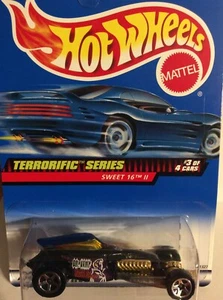 HOT WHEELS
MATTEL
TERRORIFIC™ SERIES
SWEET 16™ II
#3 OF
4 CARS